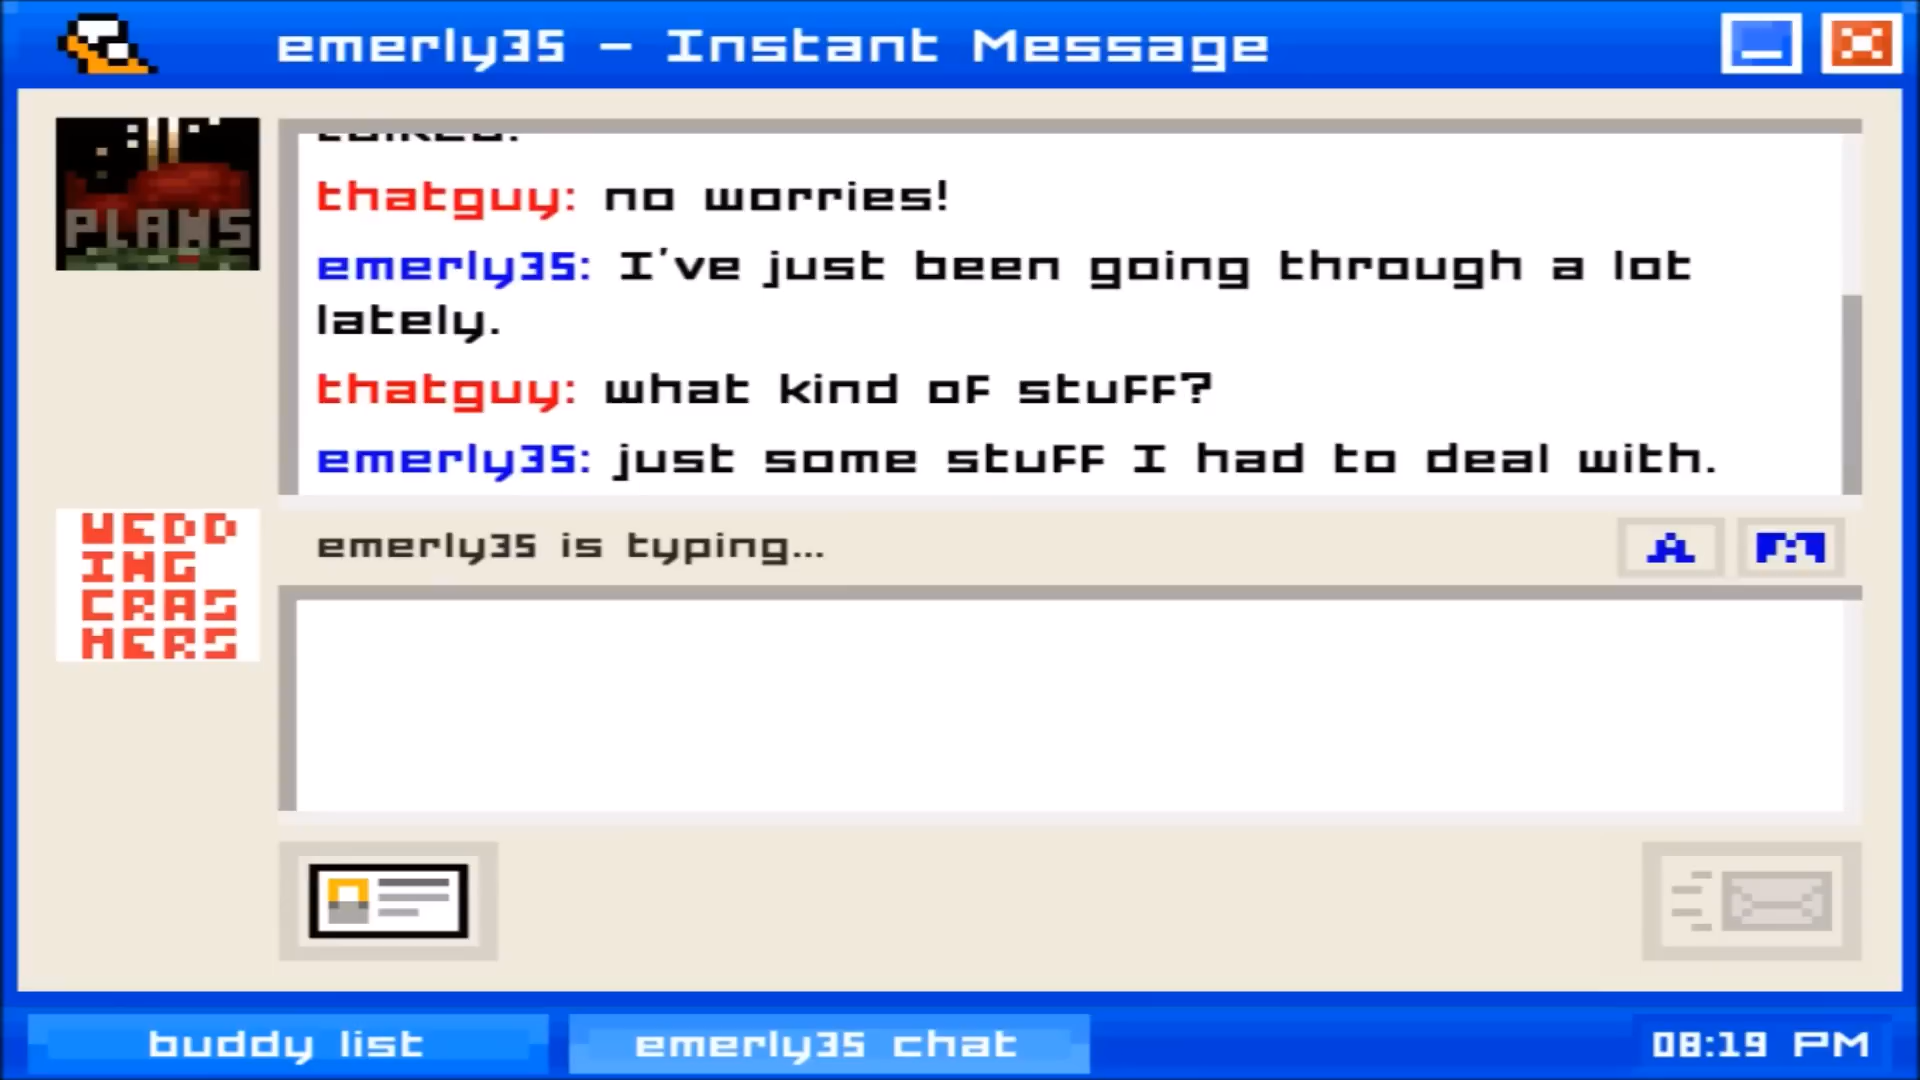 emerly35 - Instant Message
PLANS
thatguy: no worries!
emerly35: I've just been going through a lot
lately.
thatguy: what kind of stuff?
emerly35: just some stuff I had to deal with.
WEDD
ING
CRAS
HERS
emerly35 is typing...
A
buddy list
emerly35 chat
08:19 PM